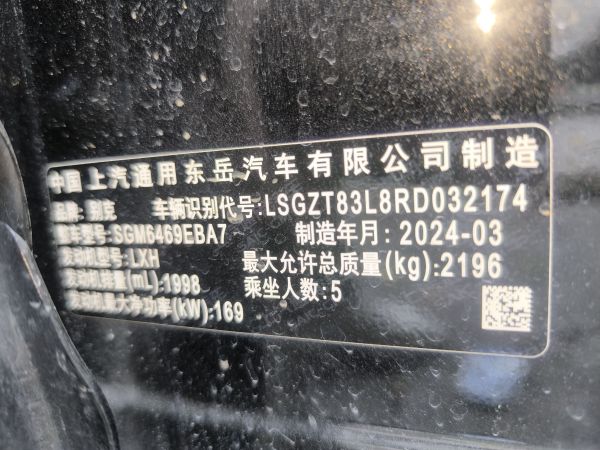 中国上汽通用东岳汽车有限公司制造
品牌: 别克 车辆识别代号:LSGZT83L8RD032174
整车型号:SGM6469EBA7 制造年月: 2024-03
发动机型号:LXH 最大允许总质量(kg):2196
发动机排量(mL):1998 乘坐人数:5
发动机最大净功率(kW):169